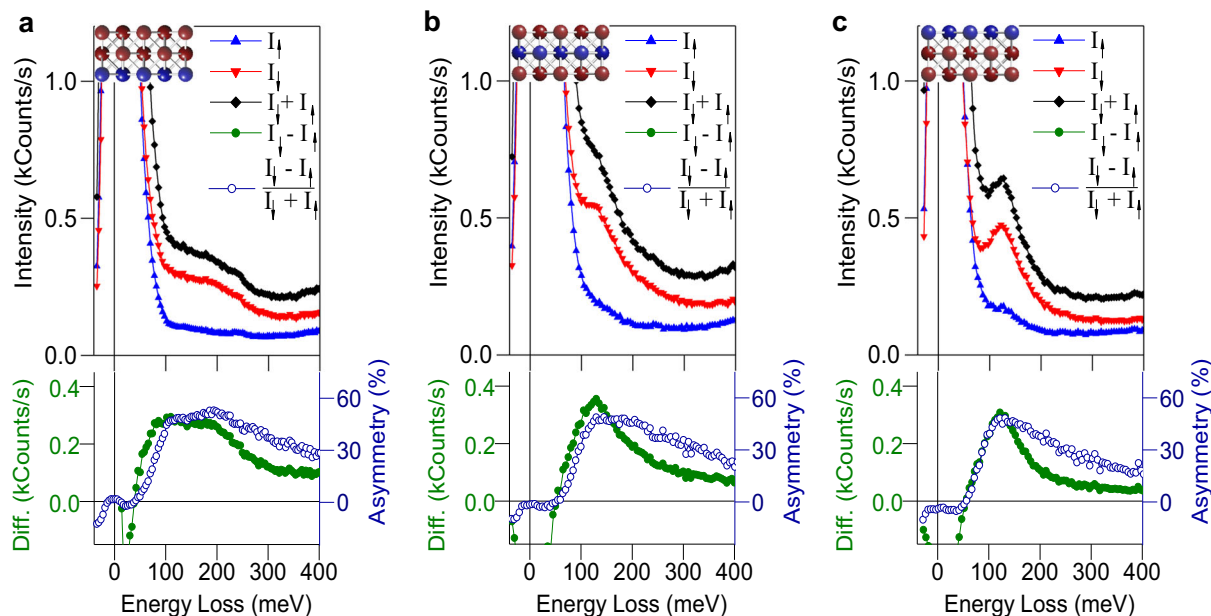 a
I↑
I↓
I↓ + I↑
I↓ - I↑
I↓ - I↑
I↓ + I↑
1.0
0.5
0.0
Intensity (kCounts/s)
0.4
0.2
0.0
Diff. (kCounts/s)
60
30
0
Asymmetry (%)
0 100 200 300 400
Energy Loss (meV)
b
I↑
I↓
I↓ + I↑
I↓ - I↑
I↓ - I↑
I↓ + I↑
1.0
0.5
0.0
Intensity (kCounts/s)
0.4
0.2
0.0
Diff. (kCounts/s)
60
30
0
Asymmetry (%)
0 100 200 300 400
Energy Loss (meV)
c
I↑
I↓
I↓ + I↑
I↓ - I↑
I↓ - I↑
I↓ + I↑
1.0
0.5
0.0
Intensity (kCounts/s)
0.4
0.2
0.0
Diff. (kCounts/s)
60
30
0
Asymmetry (%)
0 100 200 300 400
Energy Loss (meV)